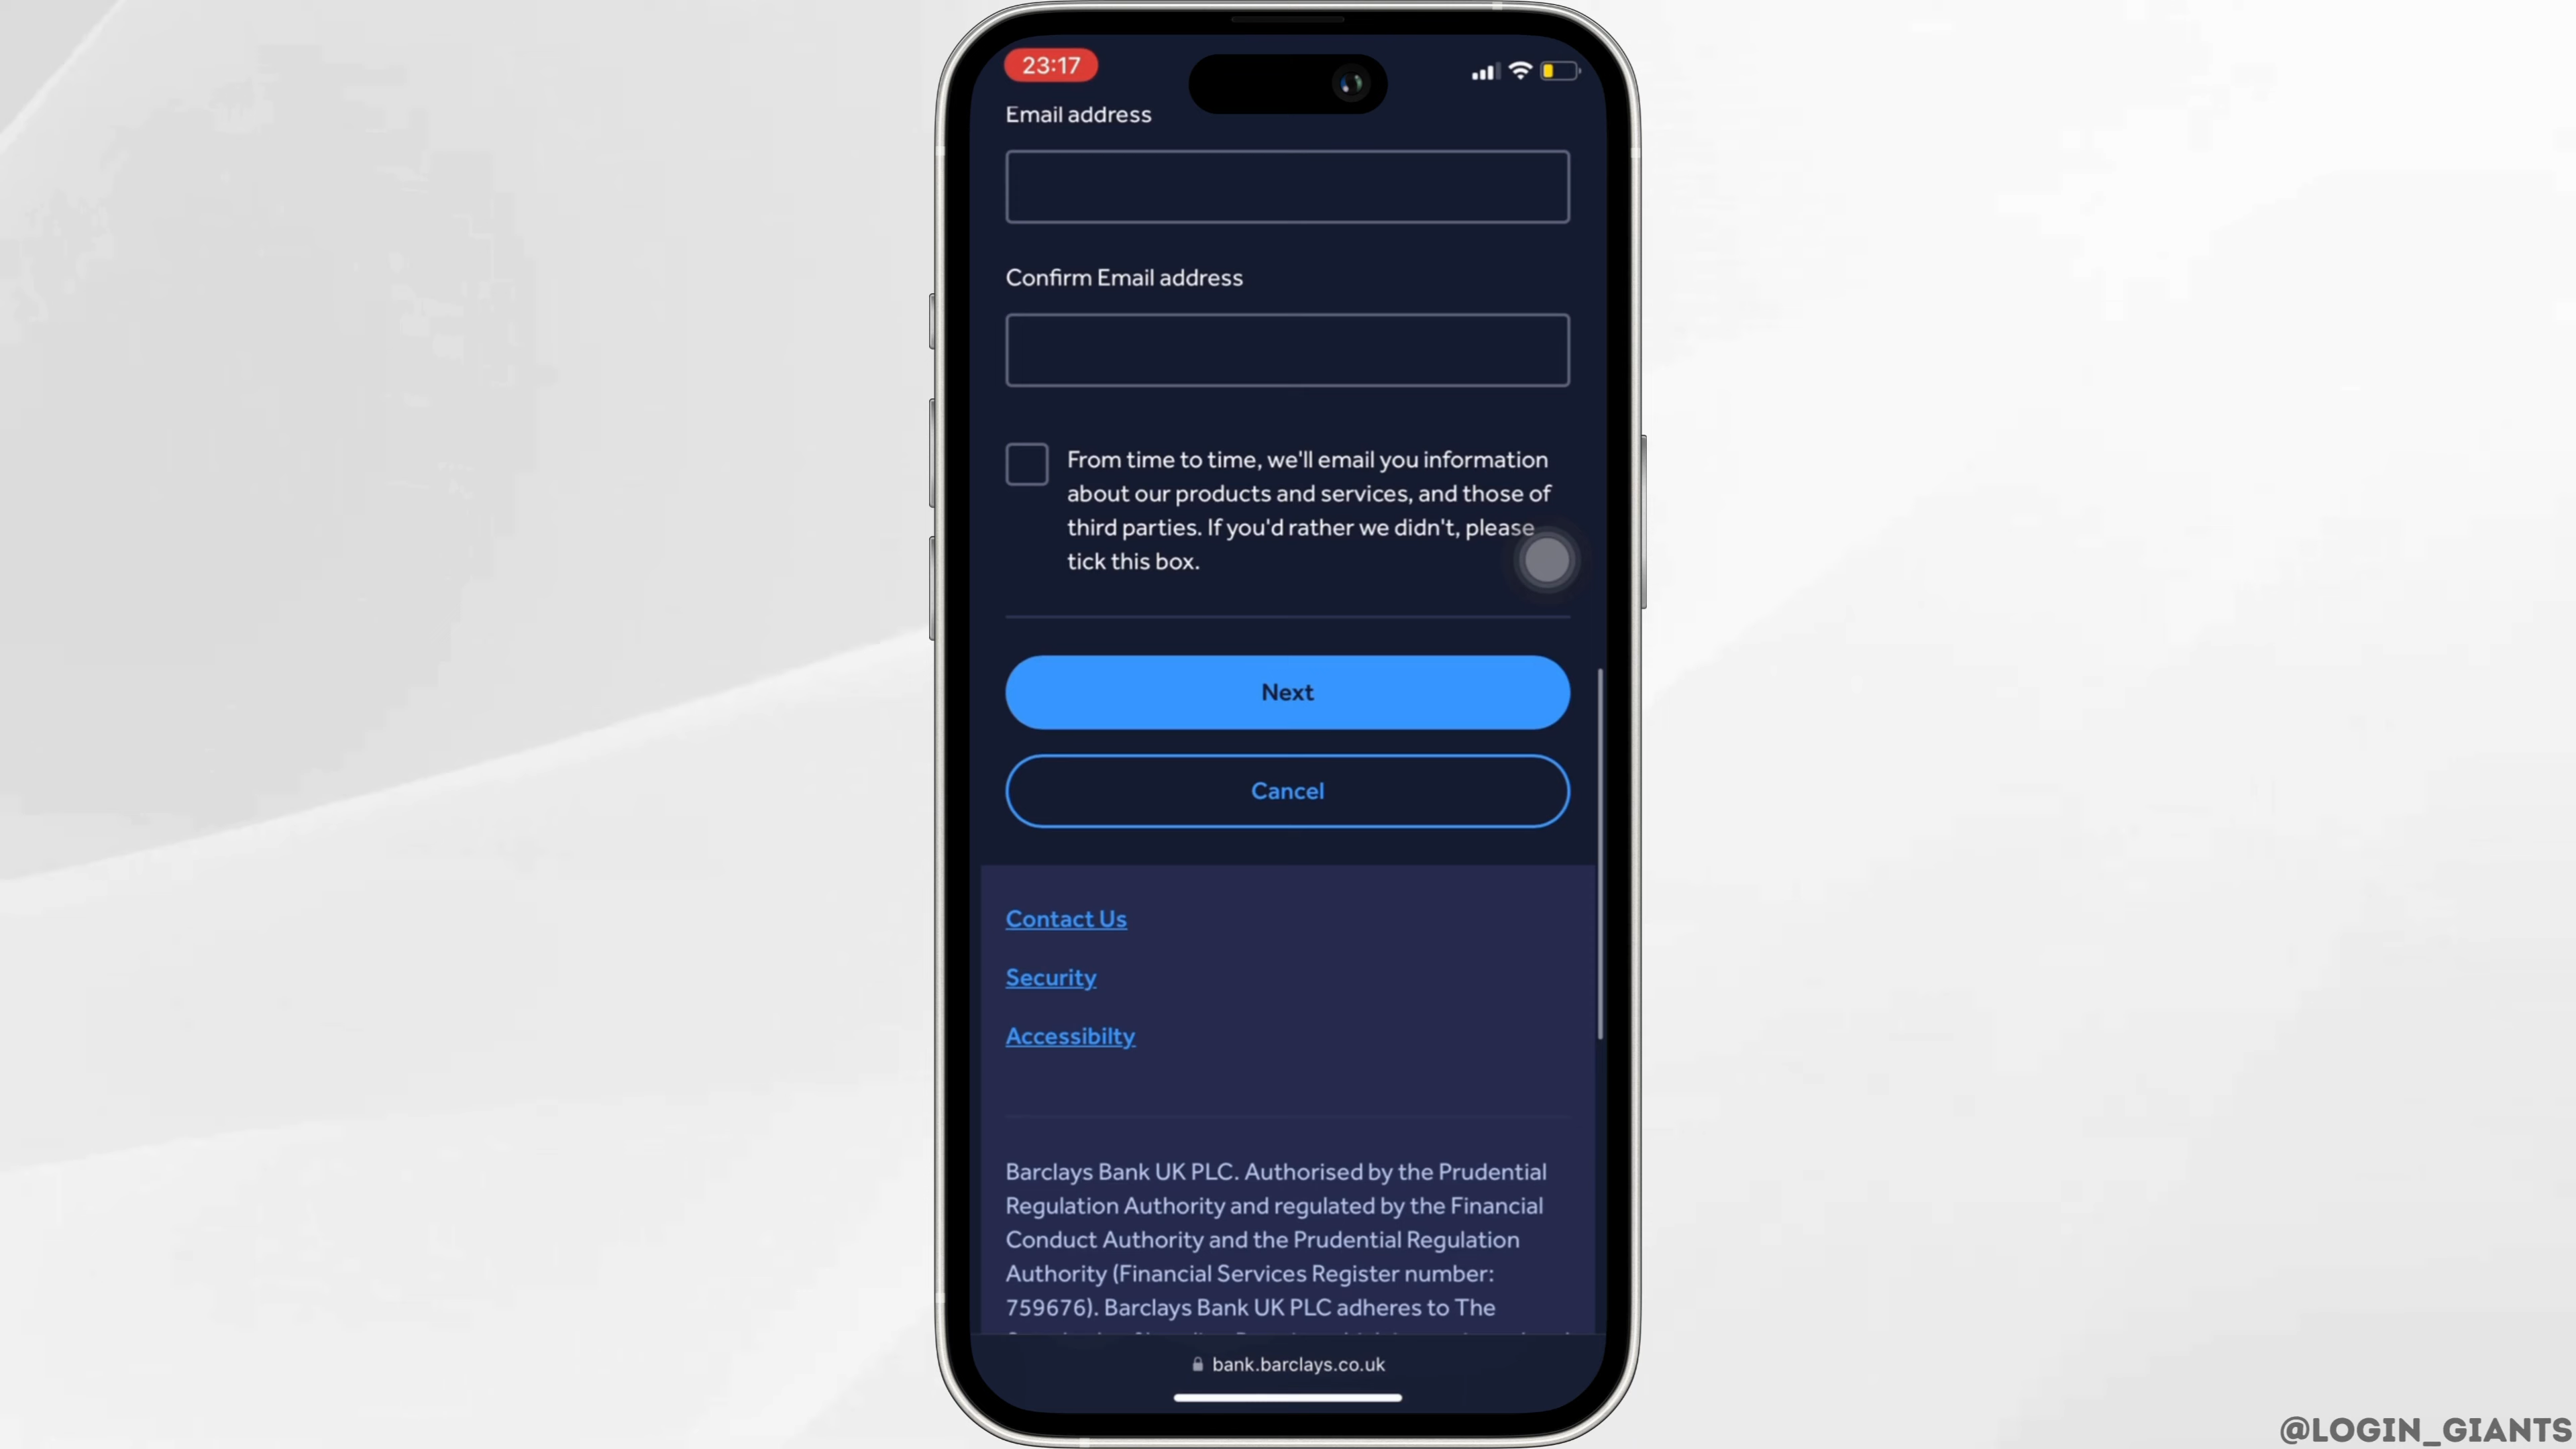 23:17
Email address
Confirm Email address
From time to time, we'll email you information
about our products and services, and those of
third parties. If you'd rather we didn't, please
tick this box.
Next
Cancel
Contact Us
Security
Accessibilty
Barclays Bank UK PLC. Authorised by the Prudential
Regulation Authority and regulated by the Financial
Conduct Authority and the Prudential Regulation
Authority (Financial Services Register number:
759676). Barclays Bank UK PLC adheres to The
bank.barclays.co.uk
@LOGIN_GIANTS